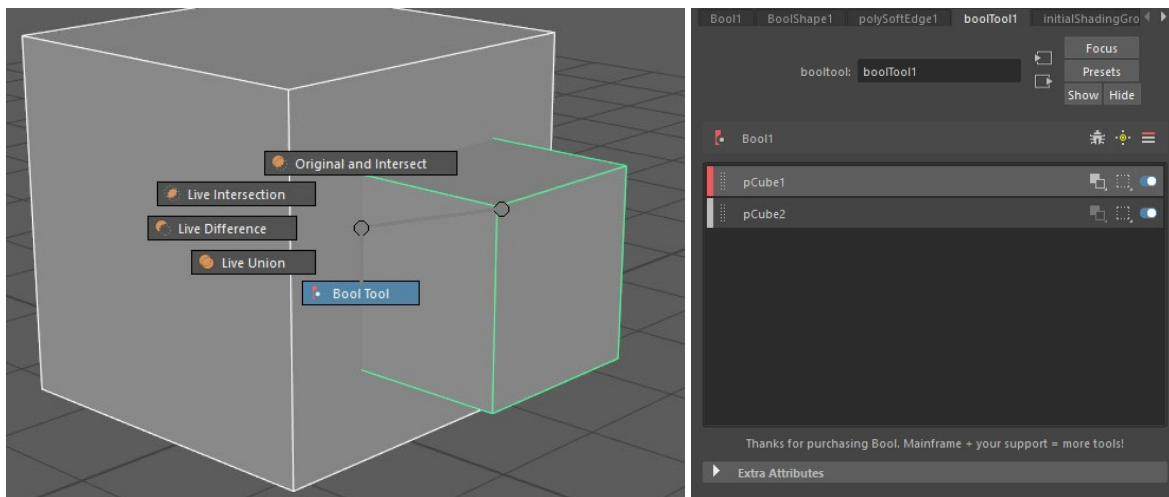 Original and Intersect
Live Intersection
Live Difference
Live Union
Bool Tool
Bool1 BoolShape1 polySoftEdge1 boolTool1 initialShadingGro
Focus
booltool: boolTool1
Presets
Show Hide
Bool1
pCube1
pCube2
Thanks for purchasing Bool. Mainframe + your support = more tools!
Extra Attributes